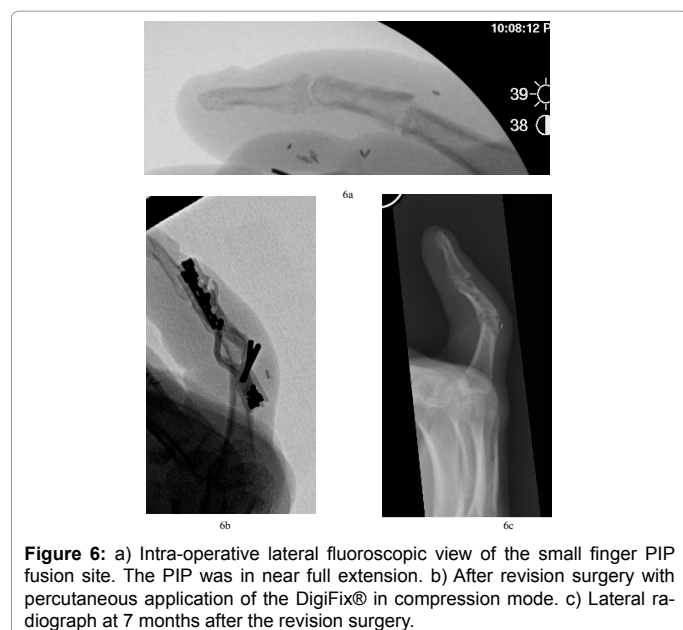 10:08:12 P
39
38
6a
6b
6c
Figure 6: a) Intra-operative lateral fluoroscopic view of the small finger PIP
fusion site. The PIP was in near full extension. b) After revision surgery with
percutaneous application of the DigiFix® in compression mode. c) Lateral ra-
diograph at 7 months after the revision surgery.